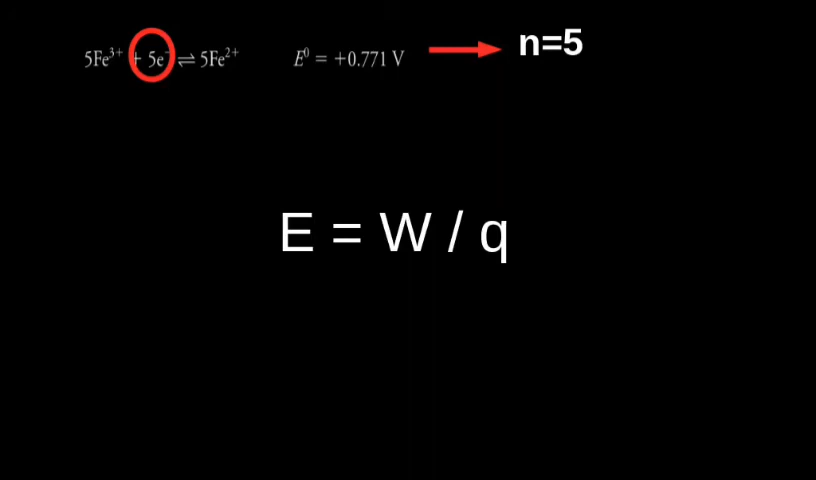 5Fe³⁺ + 5e⁻ ⇌ 5Fe²⁺ E⁰ = +0.771 V n=5
E = W / q